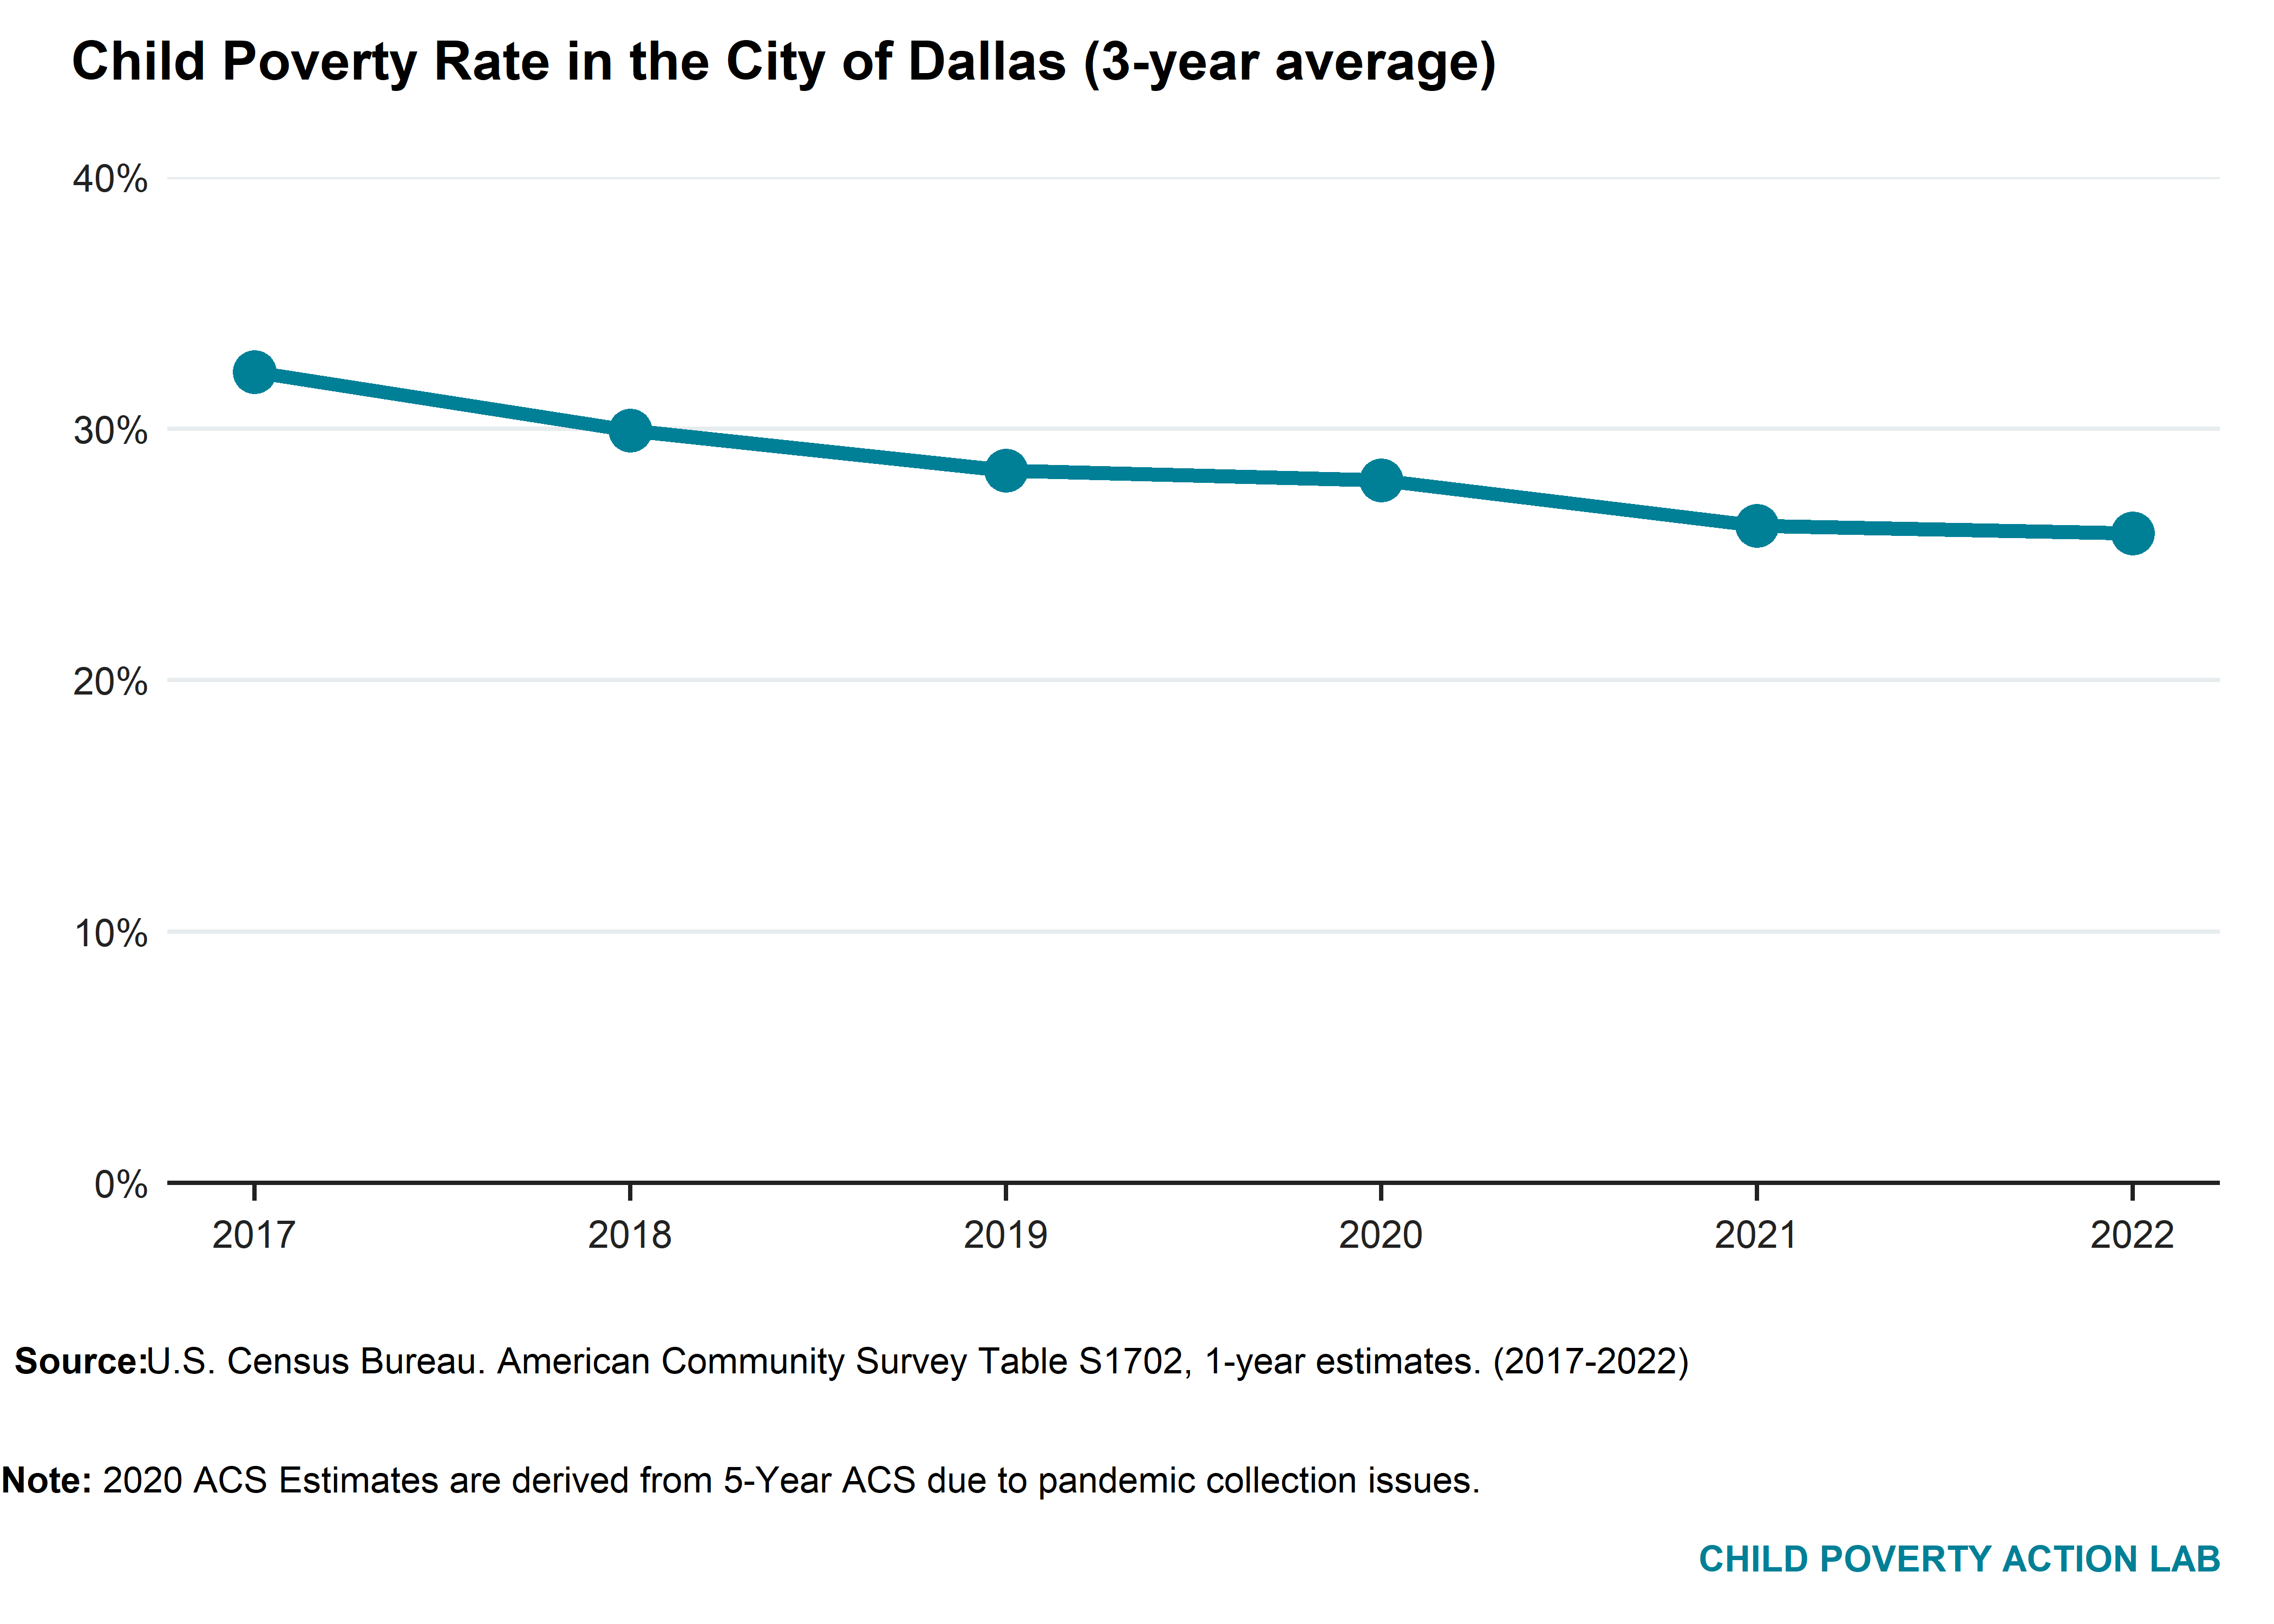 Child Poverty Rate in the City of Dallas (3-year average)
40%
30%
20%
10%
0%
2017 2018 2019 2020 2021 2022
Source:U.S. Census Bureau. American Community Survey Table S1702, 1-year estimates. (2017-2022)
Note: 2020 ACS Estimates are derived from 5-Year ACS due to pandemic collection issues.
CHILD POVERTY ACTION LAB